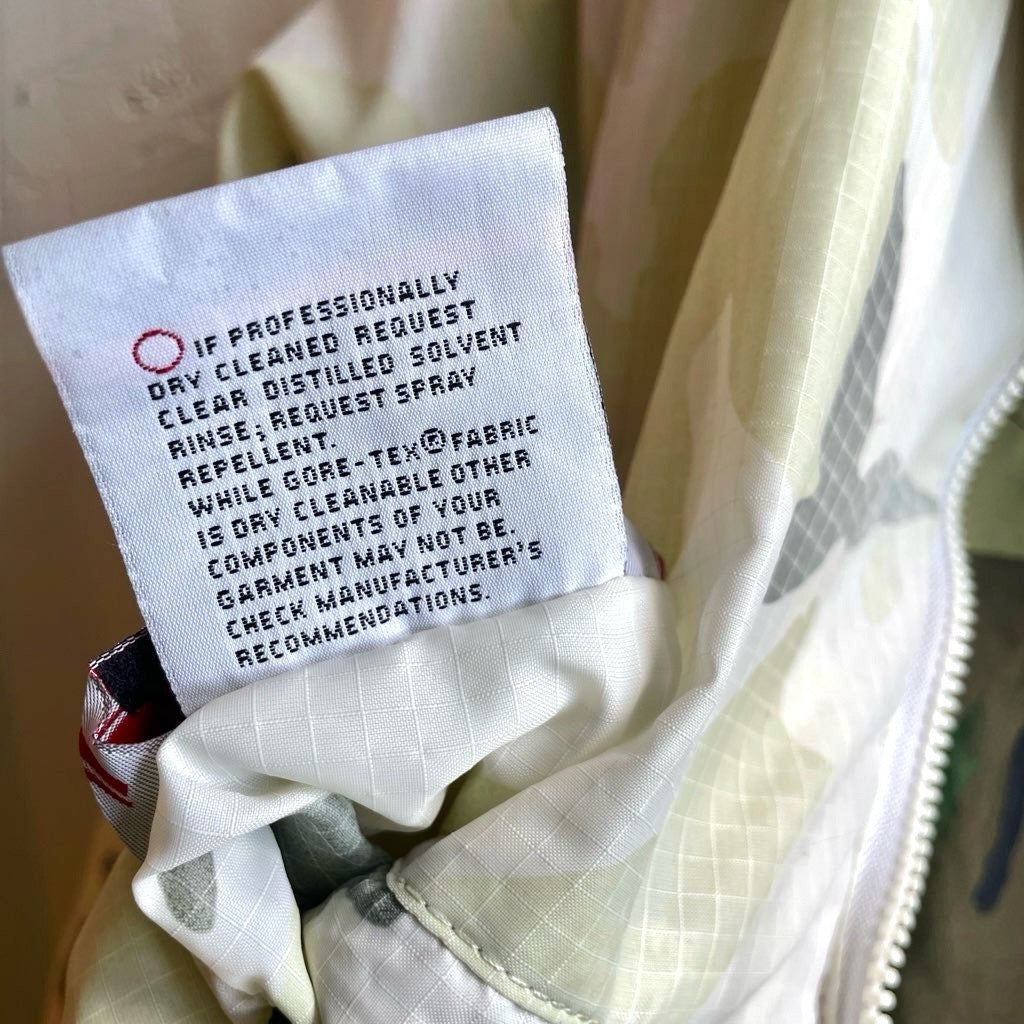 IF PROFESSIONALLY
DRY CLEANED REQUEST
CLEAR DISTILLED SOLVENT
RINSE; REQUEST SPRAY
REPELLENT.
WHILE GORE-TEX® FABRIC
IS DRY CLEANABLE OTHER
COMPONENTS OF YOUR
GARMENT MAY NOT BE.
CHECK MANUFACTURER'S
RECOMMENDATIONS.